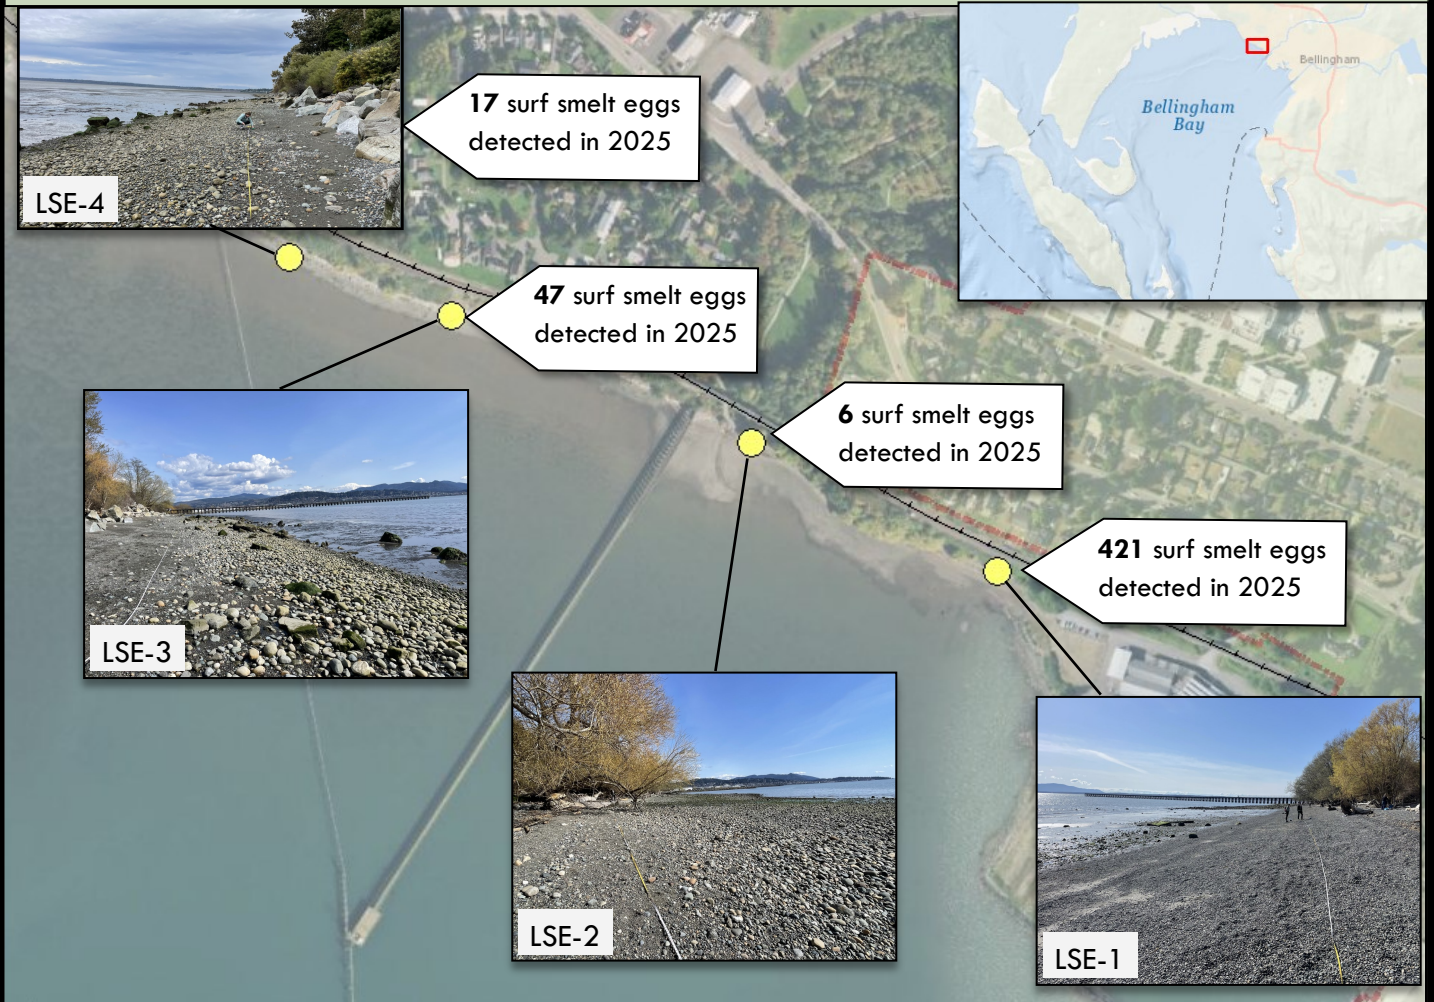 17 surf smelt eggs
detected in 2025
LSE-4
Bellingham
Bellingham
Bay
47 surf smelt eggs
detected in 2025
6 surf smelt eggs
detected in 2025
421 surf smelt eggs
detected in 2025
LSE-3
LSE-2
LSE-1